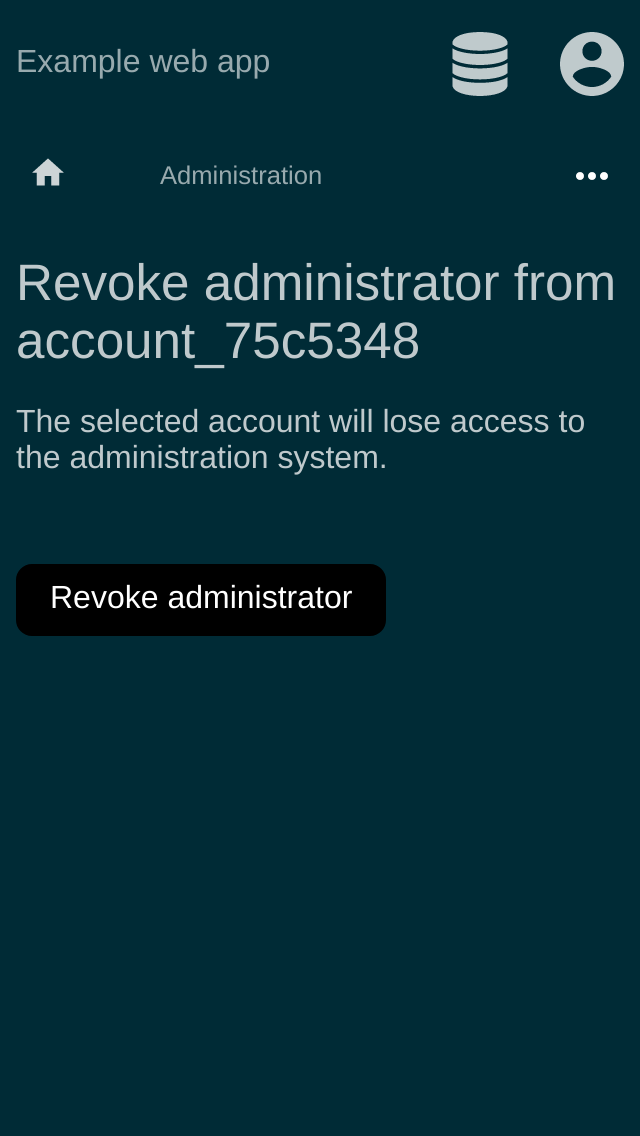 Example web app
Administration
Revoke administrator from
account_75c5348
The selected account will lose access to
the administration system.
Revoke administrator